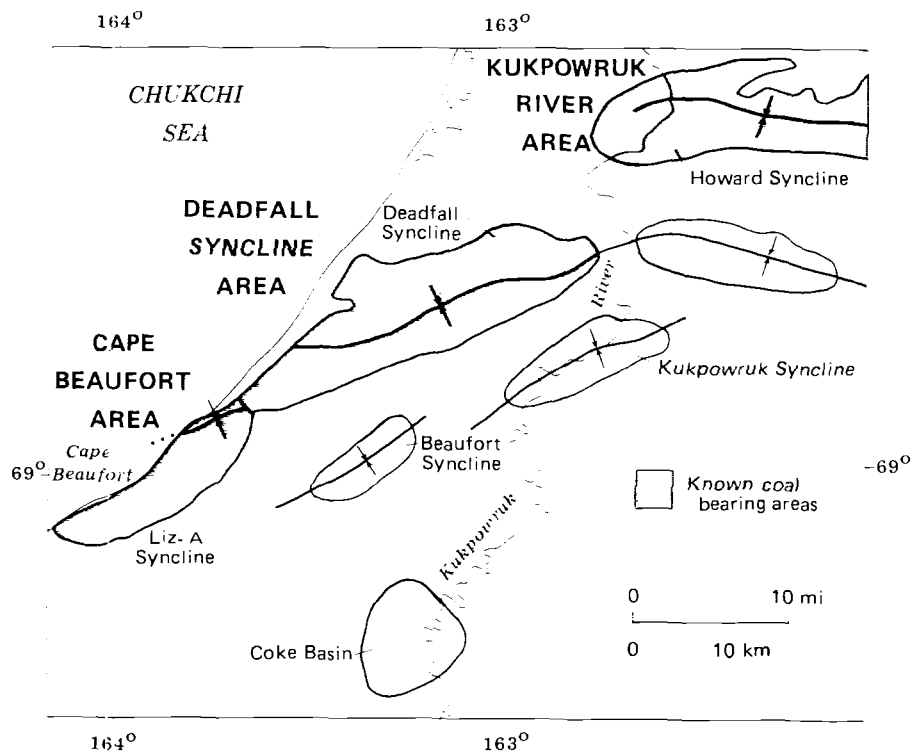 164°
163°
CHUKCHI
SEA
KUKPOWRUK
RIVER
AREA
Howard Syncline
DEADFALL
SYNCLINE
AREA
Deadfall
Syncline
River
Kukpowruk Syncline
CAPE
BEAUFORT
AREA
Cape
Beaufort
69°
69°
Beaufort
Syncline
Known coal
bearing areas
Liz-A
Syncline
Kukpowruk
Coke Basin
0
10 mi
0
10 km
164°
163°